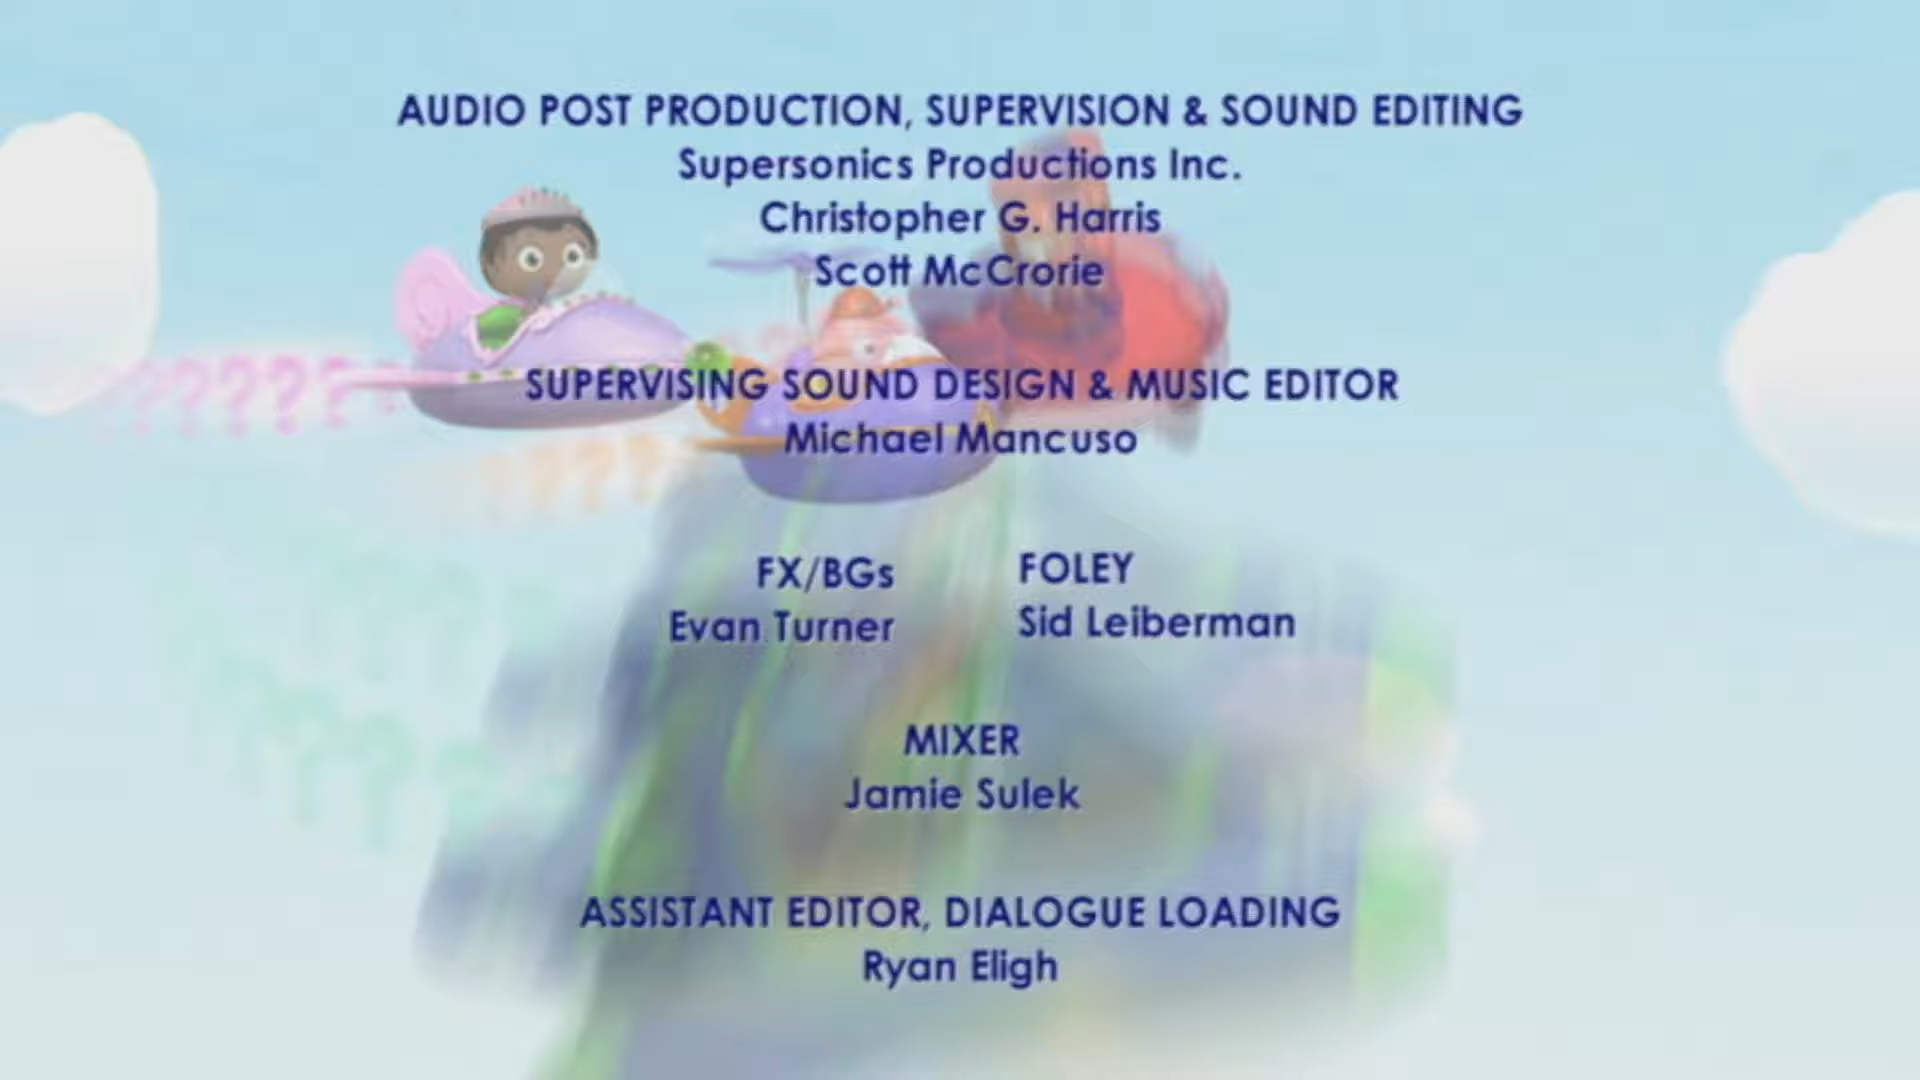 AUDIO POST PRODUCTION, SUPERVISION & SOUND EDITING
Supersonics Productions Inc.
Christopher G. Harris
Scott McCrorie
SUPERVISING SOUND DESIGN & MUSIC EDITOR
Michael Mancuso
FX/BGs
Evan Turner
FOLEY
Sid Leiberman
MIXER
Jamie Sulek
ASSISTANT EDITOR, DIALOGUE LOADING
Ryan Eligh